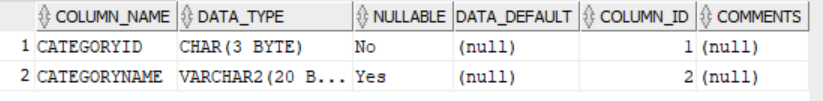 COLUMN_NAME DATA_TYPE NULLABLE DATA_DEFAULT COLUMN_ID COMMENTS
1 CATEGORYID CHAR(3 BYTE) No (null) 1 (null)
2 CATEGORYNAME VARCHAR2(20 B... Yes (null) 2 (null)